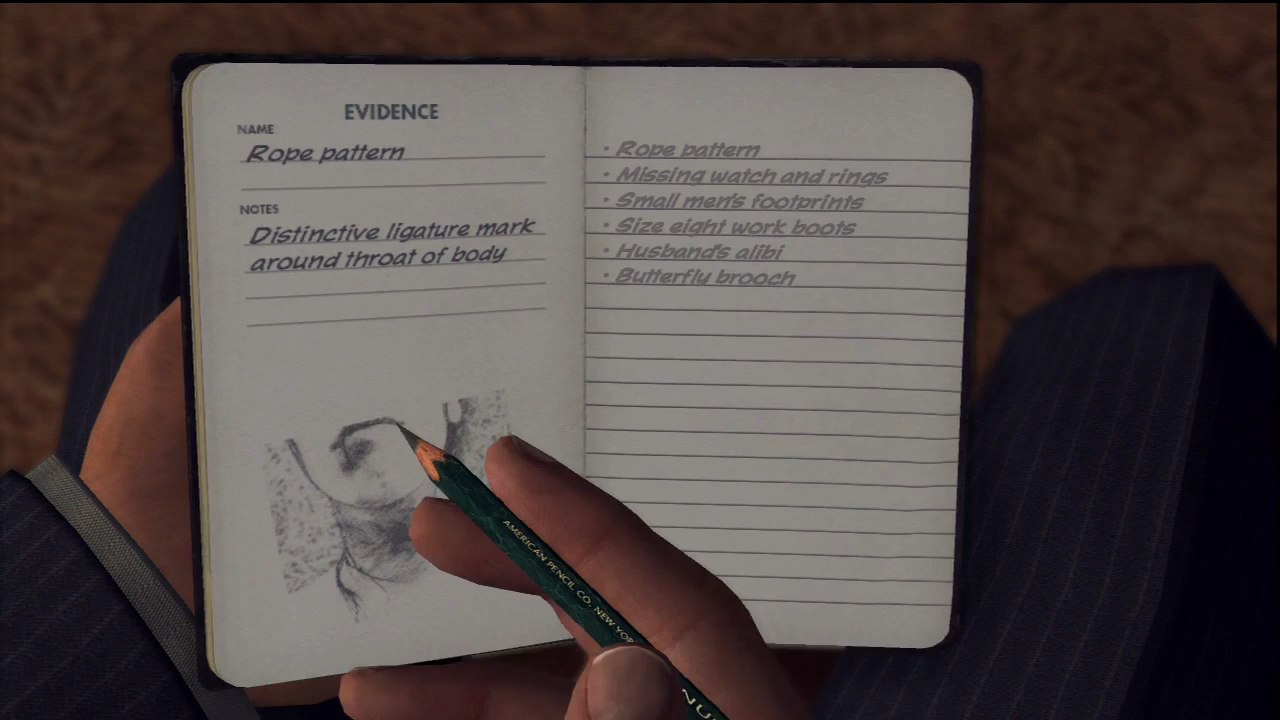 EVIDENCE
NAME
Rope pattern
NOTES
Distinctive ligature mark
around throat of body
• Rope pattern
• Missing watch and rings
• Small men's footprints
• Size eight work boots
• Husband's alibi
• Butterfly brooch
AMERICAN PENCIL CO. NEW YOR